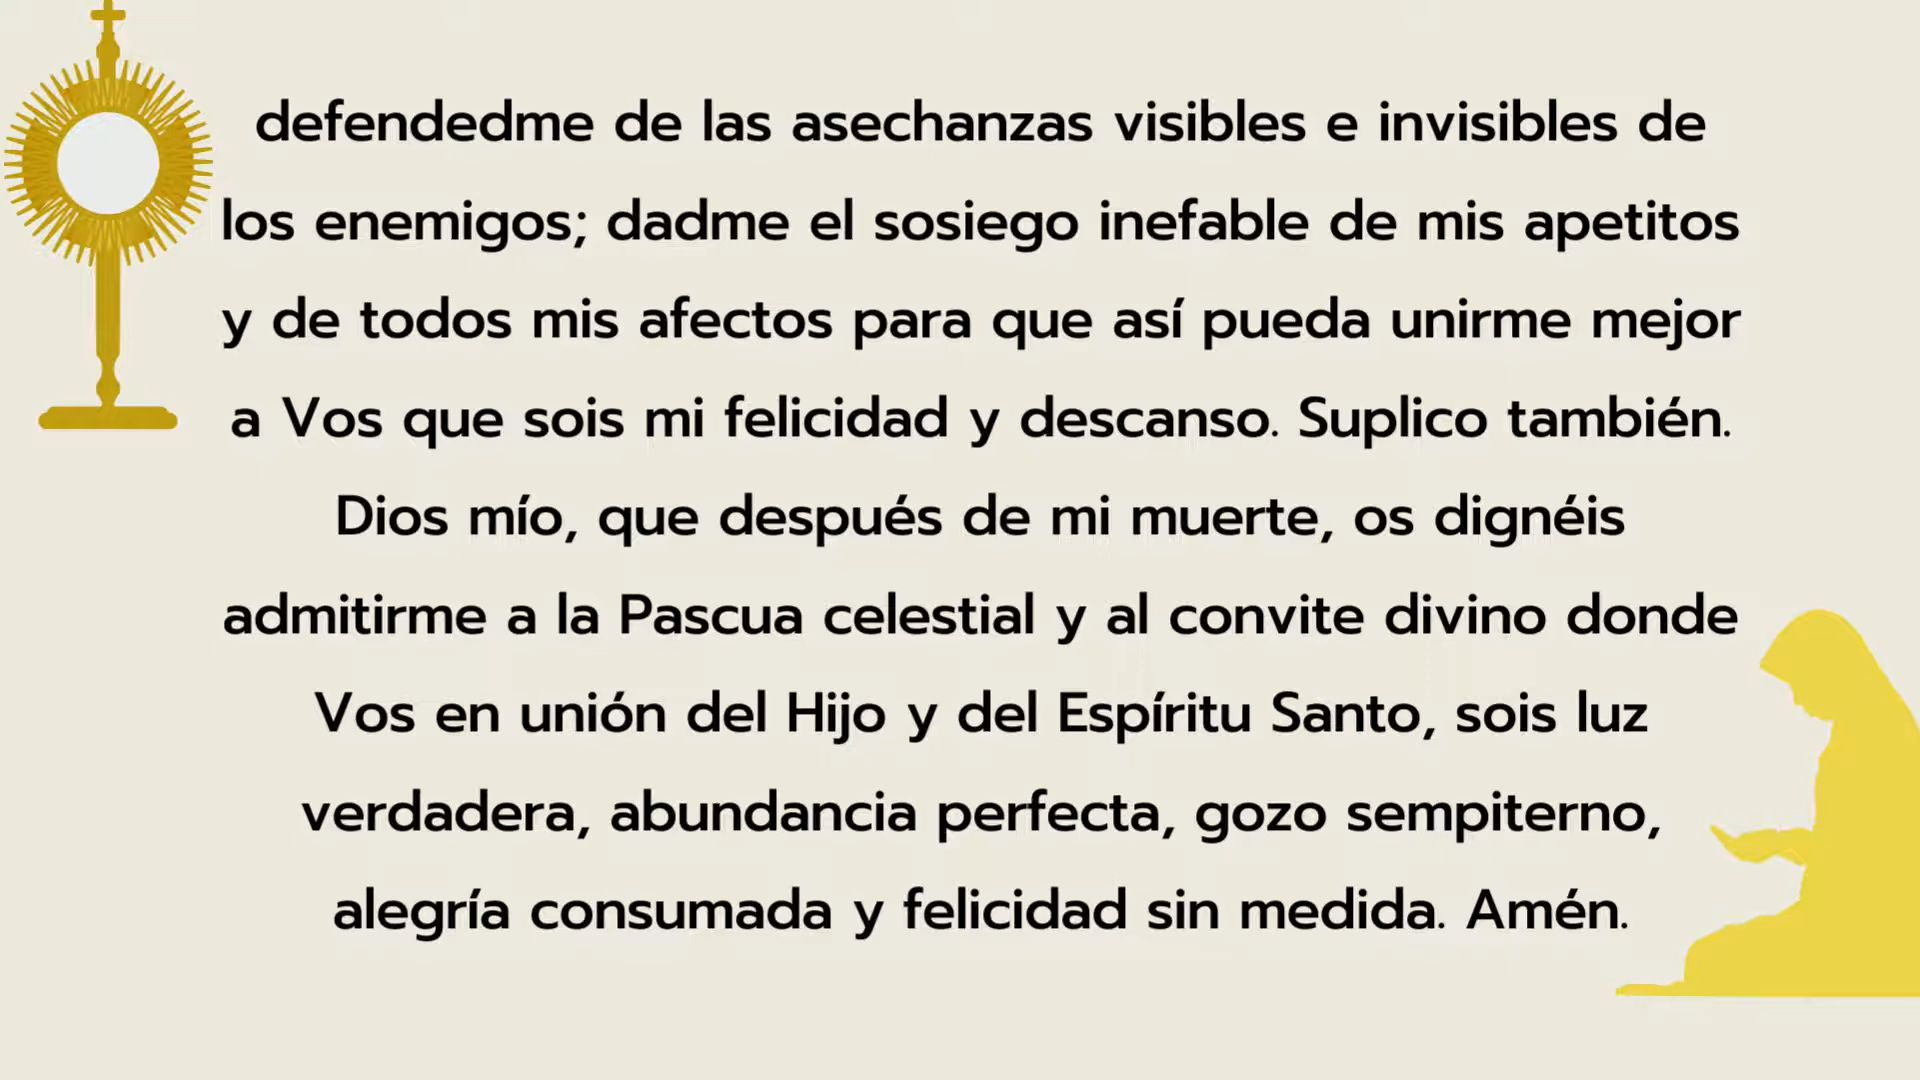 defendedme de las asechanzas visibles e invisibles de
los enemigos; dadme el sosiego inefable de mis apetitos
y de todos mis afectos para que así pueda unirme mejor
a Vos que sois mi felicidad y descanso. Suplico también.
Dios mío, que después de mi muerte, os dignéis
admitirme a la Pascua celestial y al convite divino donde
Vos en unión del Hijo y del Espíritu Santo, sois luz
verdadera, abundancia perfecta, gozo sempiterno,
alegría consumada y felicidad sin medida. Amén.